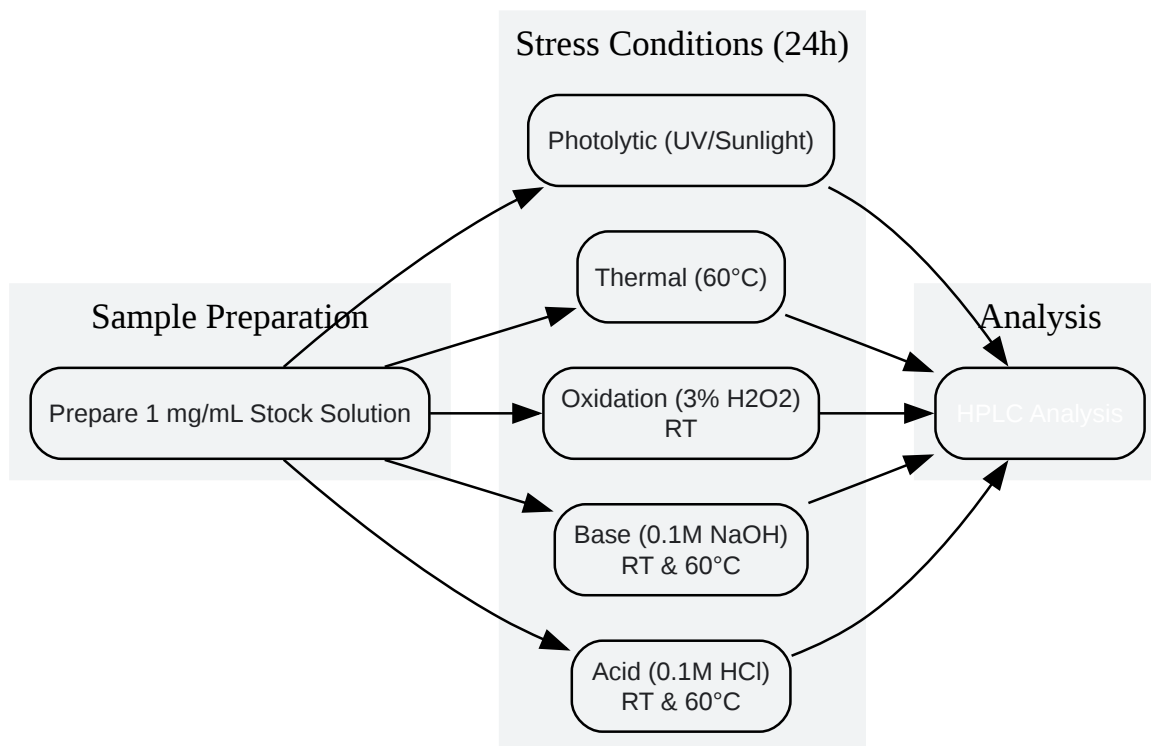 Stress Conditions (24h)
Photolytic (UV/Sunlight)
Thermal (60°C)
Sample Preparation
Analysis
Prepare 1 mg/mL Stock Solution
Oxidation (3% H2O2)
RT
HPLC Analysis
Base (0.1M NaOH)
RT & 60°C
Acid (0.1M HCl)
RT & 60°C